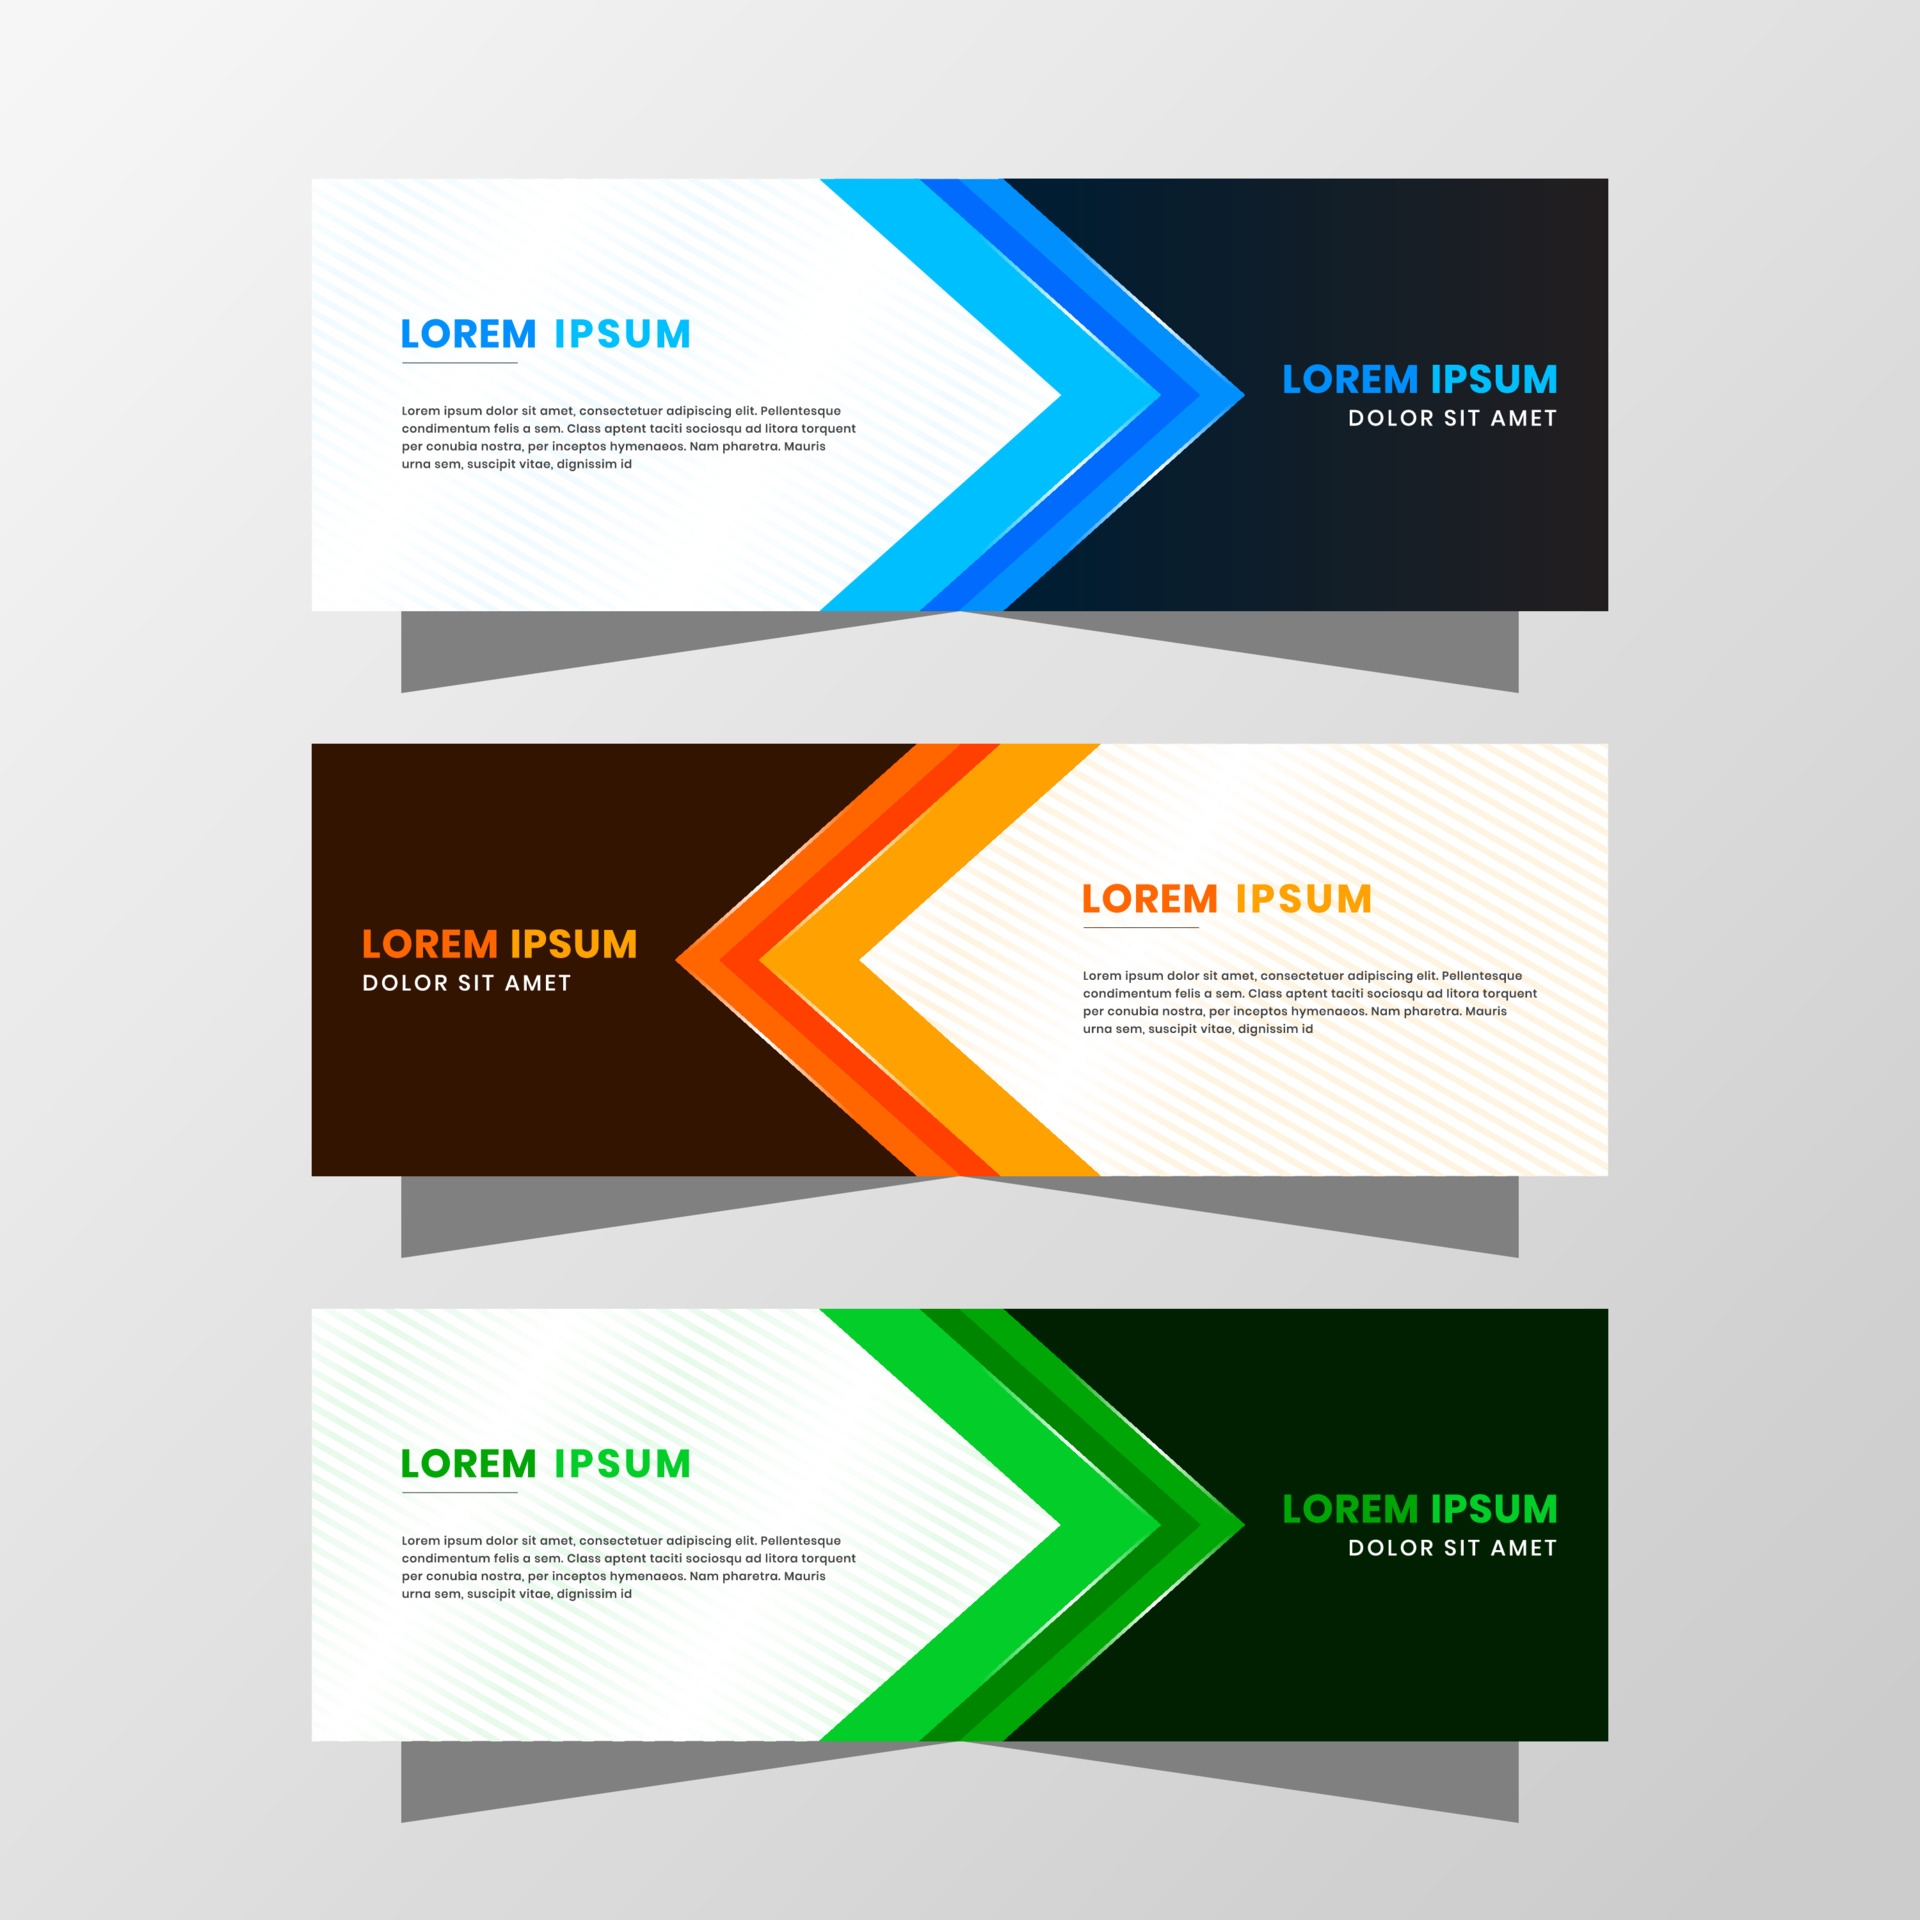 LOREM IPSUM
Lorem ipsum dolor sit amet, consectetuer adipiscing elit. Pellentesque
condimentum felis a sem. Class aptent taciti sociosqu ad litora torquent
per conubia nostra, per inceptos hymenaeos. Nam pharetra. Mauris
urna sem, suscipit vitae, dignissim id
LOREM IPSUM
DOLOR SIT AMET
LOREM IPSUM
DOLOR SIT AMET
LOREM IPSUM
Lorem ipsum dolor sit amet, consectetuer adipiscing elit. Pellentesque
condimentum felis a sem. Class aptent taciti sociosqu ad litora torquent
per conubia nostra, per inceptos hymenaeos. Nam pharetra. Mauris
urna sem, suscipit vitae, dignissim id
LOREM IPSUM
Lorem ipsum dolor sit amet, consectetuer adipiscing elit. Pellentesque
condimentum felis a sem. Class aptent taciti sociosqu ad litora torquent
per conubia nostra, per inceptos hymenaeos. Nam pharetra. Mauris
urna sem, suscipit vitae, dignissim id
LOREM IPSUM
DOLOR SIT AMET